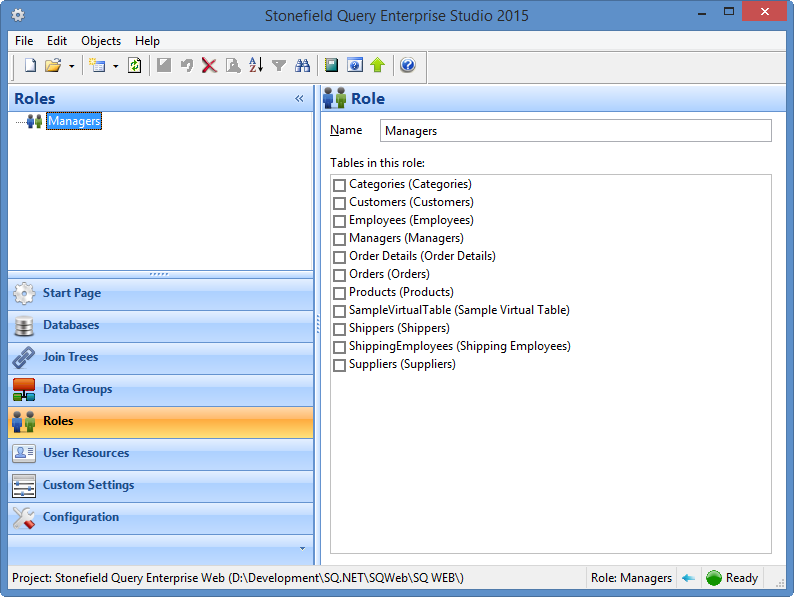 Stonefield Query Enterprise Studio 2015
File Edit Objects Help
Roles
Managers
Start Page
Databases
Join Trees
Data Groups
Roles
User Resources
Custom Settings
Configuration
Role
Name Managers
Tables in this role:
Categories (Categories)
Customers (Customers)
Employees (Employees)
Managers (Managers)
Order Details (Order Details)
Orders (Orders)
Products (Products)
SampleVirtualTable (Sample Virtual Table)
Shippers (Shippers)
ShippingEmployees (Shipping Employees)
Suppliers (Suppliers)
Project: Stonefield Query Enterprise Web (D:\Development\SQ.NET\SQWeb\SQ WEB\) Role: Managers Ready